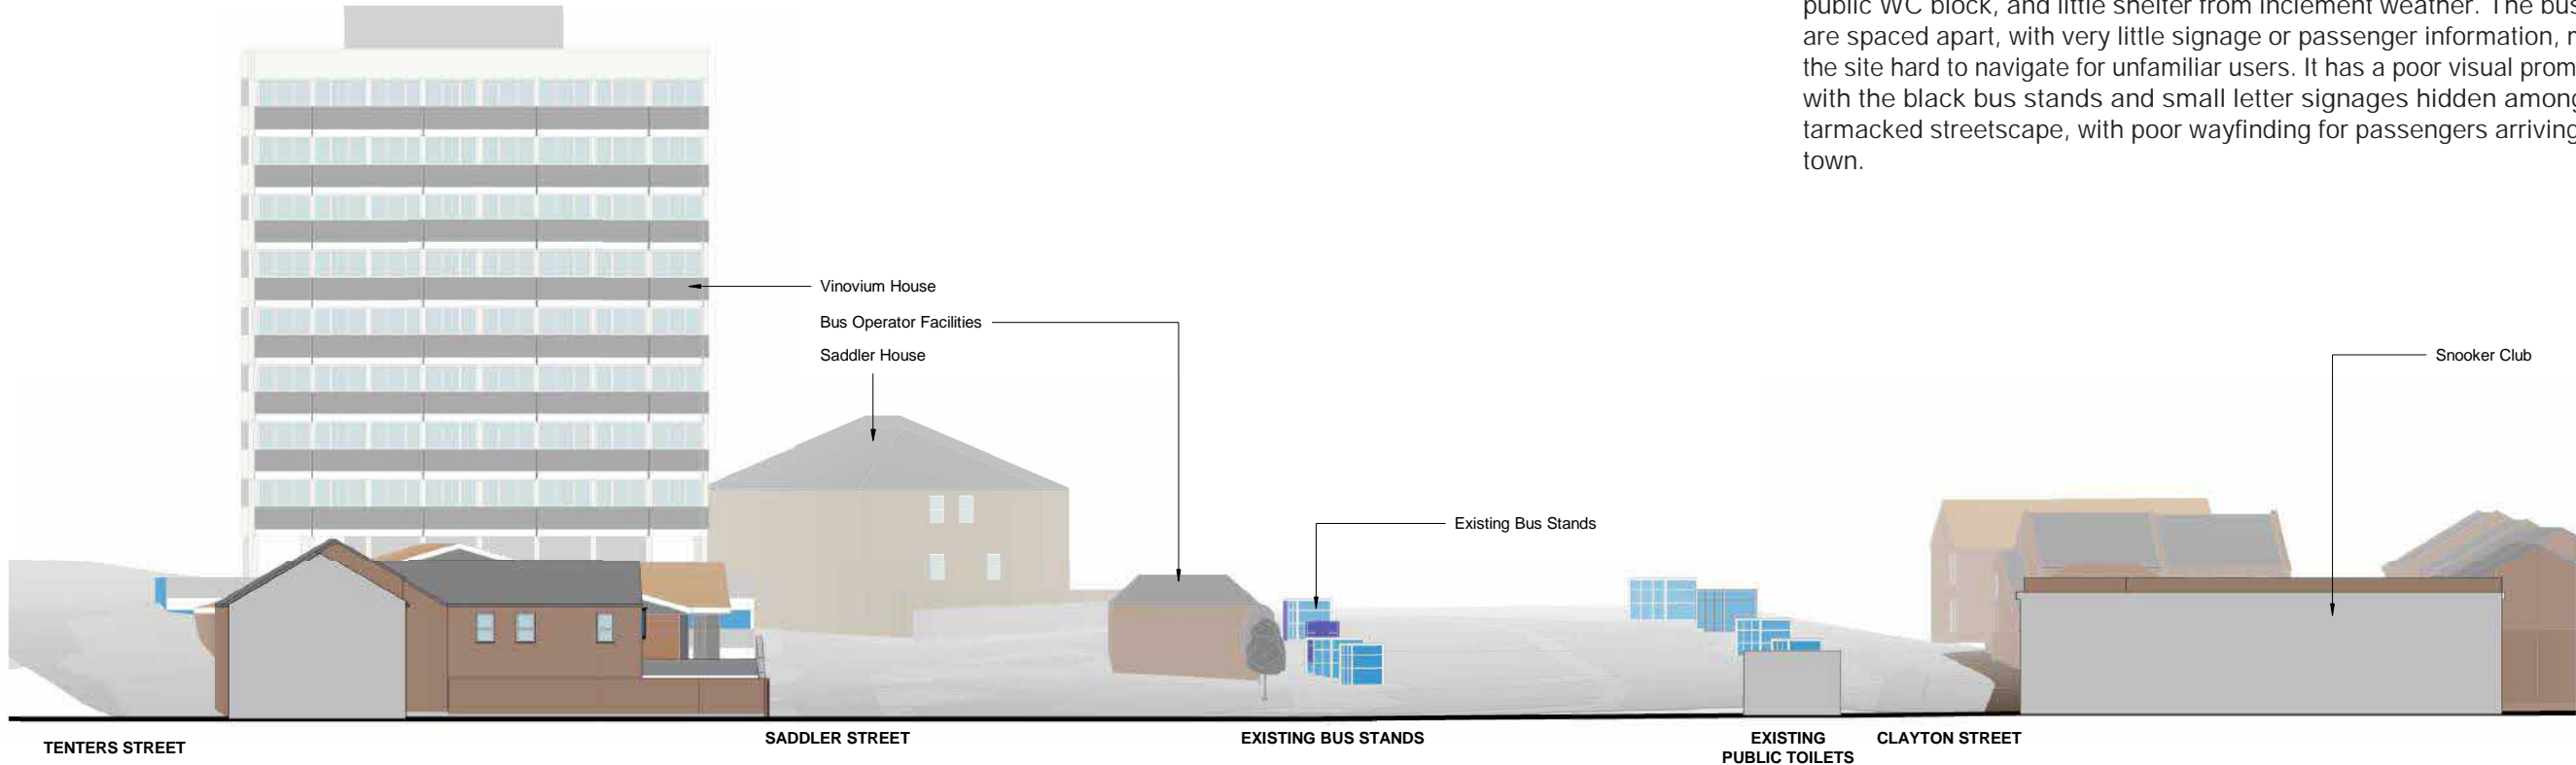 public WC block, and little shelter from inclement weather. The bus
are spaced apart, with very little signage or passenger information,
the site hard to navigate for unfamiliar users. It has a poor visual
with the black bus stands and small letter signages hidden
tarmacked streetscape, with poor wayfinding for passengers arriving
town.
Vinovium House
Bus Operator Facilities
Saddler House
Snooker Club
Existing Bus Stands
TENTERS STREET
SADDLER STREET
EXISTING BUS STANDS
EXISTING
PUBLIC TOILETS
CLAYTON STREET